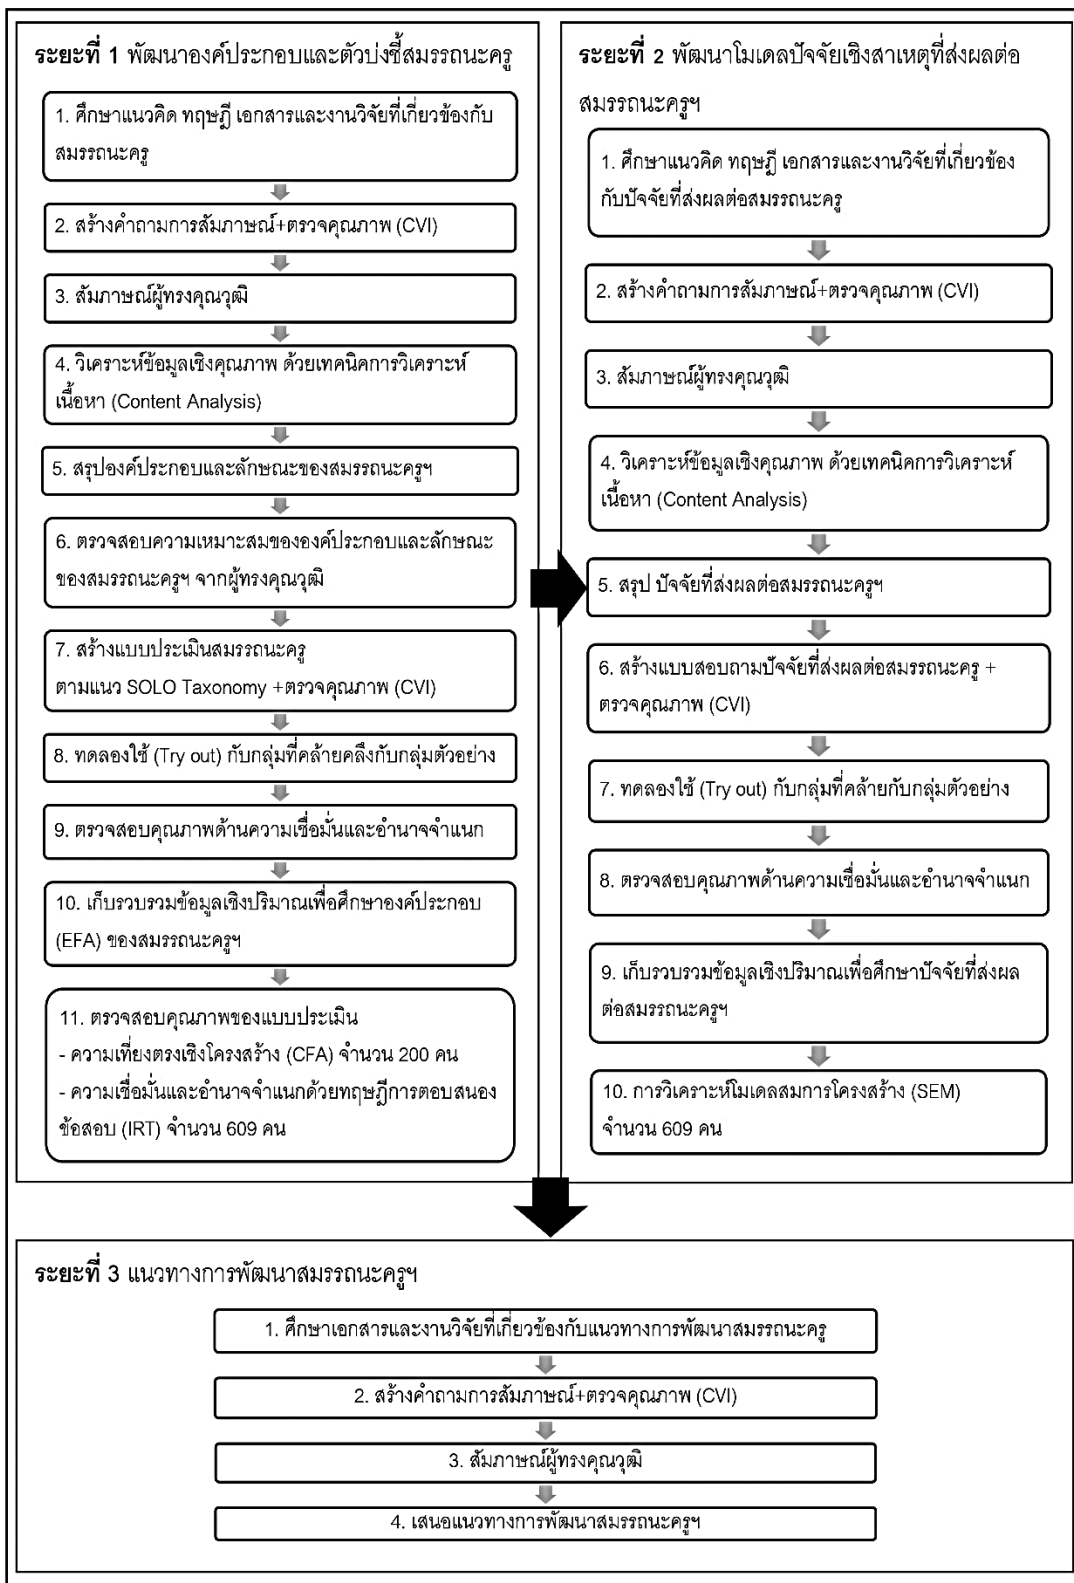 ระยะที่ 1 พัฒนาองค์ประกอบและตัวบ่งชี้สมรรถนะครู
1. ศึกษาแนวคิด ทฤษฎี เอกสารและงานวิจัยที่เกี่ยวข้องกับ
สมรรถนะครู
2. สร้างคำถามการสัมภาษณ์+ตรวจคุณภาพ (CVI)
3. สัมภาษณ์ผู้ทรงคุณวุฒิ
4. วิเคราะห์ข้อมูลเชิงคุณภาพ ด้วยเทคนิคการวิเคราะห์
เนื้อหา (Content Analysis)
5. สรุปองค์ประกอบและลักษณะของสมรรถนะครูฯ
6. ตรวจสอบความเหมาะสมขององค์ประกอบและลักษณะ
ของสมรรถนะครูฯ จากผู้ทรงคุณวุฒิ
7. สร้างแบบประเมินสมรรถนะครู
ตามแนว SOLO Taxonomy +ตรวจคุณภาพ (CVI)
8. ทดลองใช้ (Try out) กับกลุ่มที่คล้ายคลึงกับกลุ่มตัวอย่าง
9. ตรวจสอบคุณภาพด้านความเชื่อมั่นและอำนาจจำแนก
10. เก็บรวบรวมข้อมูลเชิงปริมาณเพื่อศึกษาองค์ประกอบ
(EFA) ของสมรรถนะครูฯ
11. ตรวจสอบคุณภาพของแบบประเมิน
- ความเที่ยงตรงเชิงโครงสร้าง (CFA) จำนวน 200 คน
- ความเชื่อมั่นและอำนาจจำแนกด้วยทฤษฎีการตอบสนอง
ข้อสอบ (IRT) จำนวน 609 คน
ระยะที่ 2 พัฒนาโมเดลปัจจัยเชิงสาเหตุที่ส่งผลต่อ
สมรรถนะครูฯ
1. ศึกษาแนวคิด ทฤษฎี เอกสารและงานวิจัยที่เกี่ยวข้อง
กับปัจจัยที่ส่งผลต่อสมรรถนะครู
2. สร้างคำถามการสัมภาษณ์+ตรวจคุณภาพ (CVI)
3. สัมภาษณ์ผู้ทรงคุณวุฒิ
4. วิเคราะห์ข้อมูลเชิงคุณภาพ ด้วยเทคนิคการวิเคราะห์
เนื้อหา (Content Analysis)
5. สรุป ปัจจัยที่ส่งผลต่อสมรรถนะครูฯ
6. สร้างแบบสอบถามปัจจัยที่ส่งผลต่อสมรรถนะครู +
ตรวจคุณภาพ (CVI)
7. ทดลองใช้ (Try out) กับกลุ่มที่คล้ายกับกลุ่มตัวอย่าง
8. ตรวจสอบคุณภาพด้านความเชื่อมั่นและอำนาจจำแนก
9. เก็บรวบรวมข้อมูลเชิงปริมาณเพื่อศึกษาปัจจัยที่ส่งผล
ต่อสมรรถนะครูฯ
10. การวิเคราะห์โมเดลสมการโครงสร้าง (SEM)
จำนวน 609 คน
ระยะที่ 3 แนวทางการพัฒนาสมรรถนะครูฯ
1. ศึกษาเอกสารและงานวิจัยที่เกี่ยวข้องกับแนวทางการพัฒนาสมรรถนะครู
2. สร้างคำถามการสัมภาษณ์+ตรวจคุณภาพ (CVI)
3. สัมภาษณ์ผู้ทรงคุณวุฒิ
4. เสนอแนวทางการพัฒนาสมรรถนะครูฯ